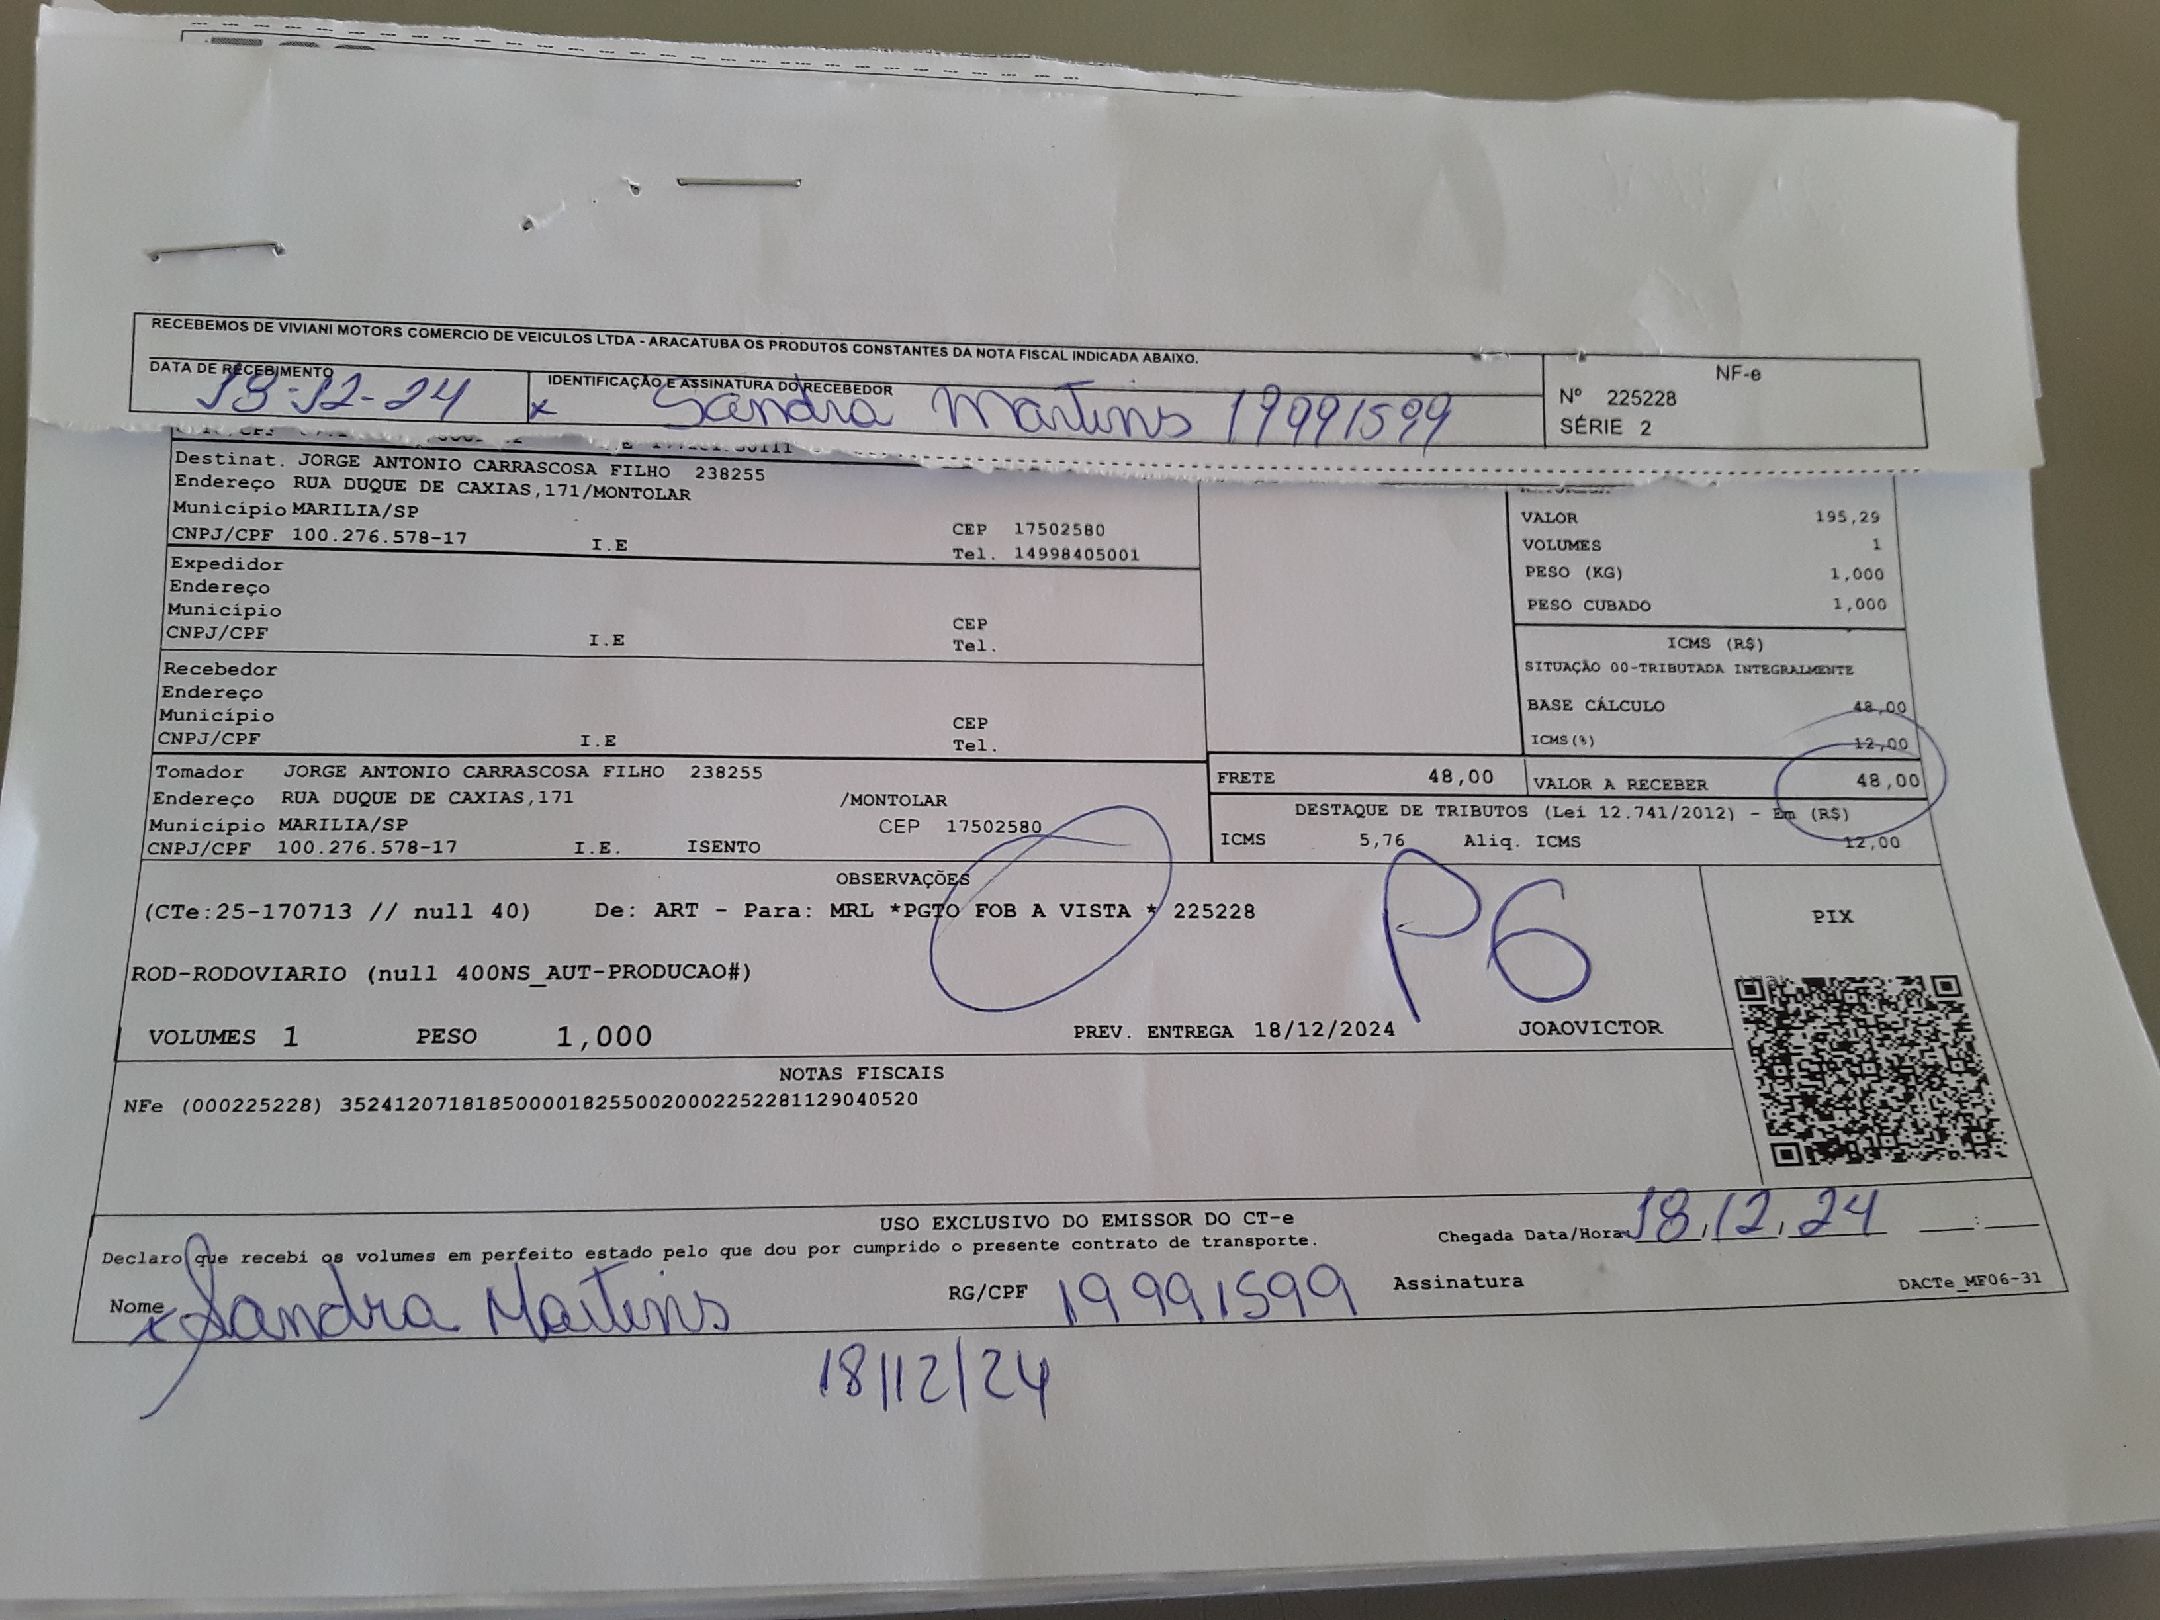 RECEBEMOS DE VIVIANI MOTORS COMERCIO DE VEICULOS LTDA - ARACATUBA OS PRODUTOS CONSTANTES DA NOTA FISCAL INDICADA ABAIXO.
DATA DE RECEBIMENTO
18-12-24
IDENTIFICAÇÃO E ASSINATURA DO RECEBEDOR
x Sandra Martins 19991599
NF-e
Nº 225228
SÉRIE 2
Destinat. JORGE ANTONIO CARRASCOSA FILHO 238255
Endereço RUA DUQUE DE CAXIAS,171/MONTOLAR
Município MARILIA/SP
CEP 17502580
CNPJ/CPF 100.276.578-17 I.E
Tel. 14998405001
Expedidor
Endereço
Município
CEP
CNPJ/CPF I.E
Tel.
Recebedor
Endereço
Município
CEP
CNPJ/CPF I.E
Tel.
Tomador JORGE ANTONIO CARRASCOSA FILHO 238255
Endereço RUA DUQUE DE CAXIAS,171 /MONTOLAR
Município MARILIA/SP CEP 17502580
CNPJ/CPF 100.276.578-17 I.E. ISENTO
VALOR 195,29
VOLUMES 1
PESO (KG) 1,000
PESO CUBADO 1,000
ICMS (R$)
SITUAÇÃO 00-TRIBUTADA INTEGRALMENTE
BASE CÁLCULO 48,00
ICMS(%) 12,00
FRETE 48,00 VALOR A RECEBER 48,00
DESTAQUE DE TRIBUTOS (Lei 12.741/2012) - Em (R$)
ICMS 5,76 Aliq. ICMS 12,00
OBSERVAÇÕES
(CTe:25-170713 // null 40) De: ART - Para: MRL *PGTO FOB A VISTA * 225228
P6
PIX
ROD-RODOVIARIO (null 400NS_AUT-PRODUCAO#)
VOLUMES 1 PESO 1,000 PREV. ENTREGA 18/12/2024 JOAOVICTOR
NOTAS FISCAIS
NFe (000225228) 35241207181850000182550020002252281129040520
USO EXCLUSIVO DO EMISSOR DO CT-e
Declaro que recebi os volumes em perfeito estado pelo que dou por cumprido o presente contrato de transporte.
Chegada Data/Hora 18,12,24 :
Nome x Sandra Martins RG/CPF 19991599 Assinatura
DACTe_MF06-31
18/12/24